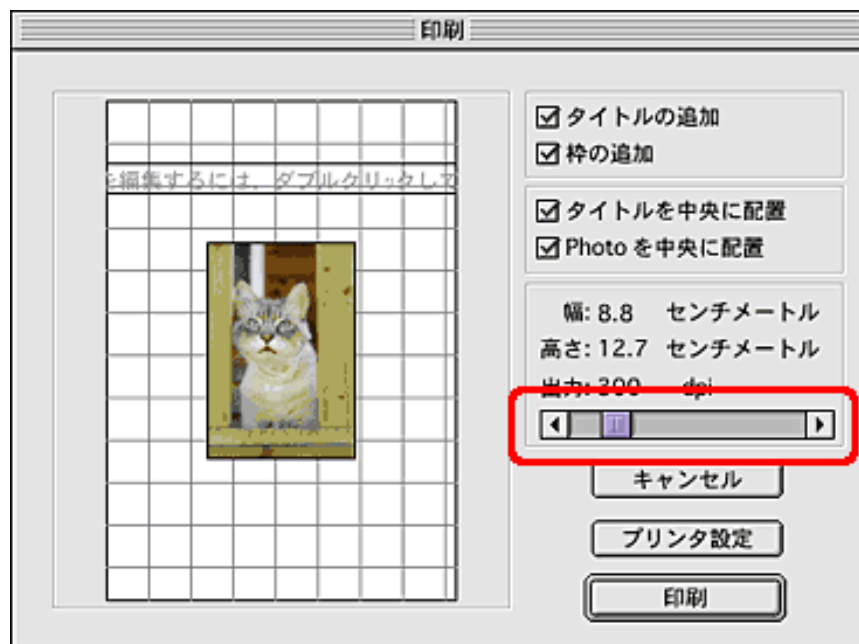 印刷
タイトルの追加
枠の追加
を編集するには、ダブルクリックして
タイトルを中央に配置
Photo を中央に配置
幅: 8.8 センチメートル
高さ: 12.7 センチメートル
出力: 300 dpi
キャンセル
プリンタ設定
印刷